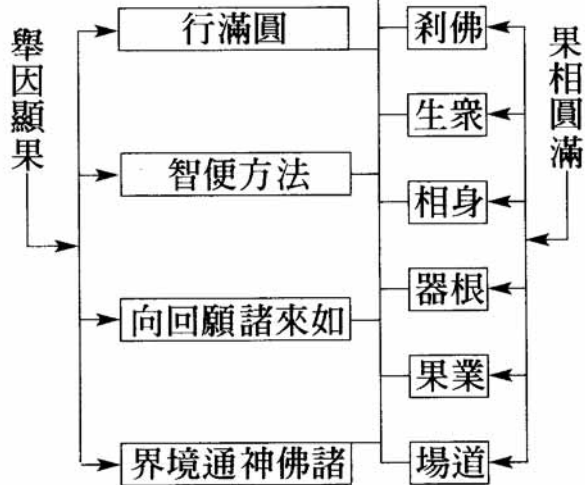 果相圓滿
佛剎
衆生
身相
根器
業果
道場
圓滿行
法方便智
如來諸願回向
諸佛神通境界
舉因顯果